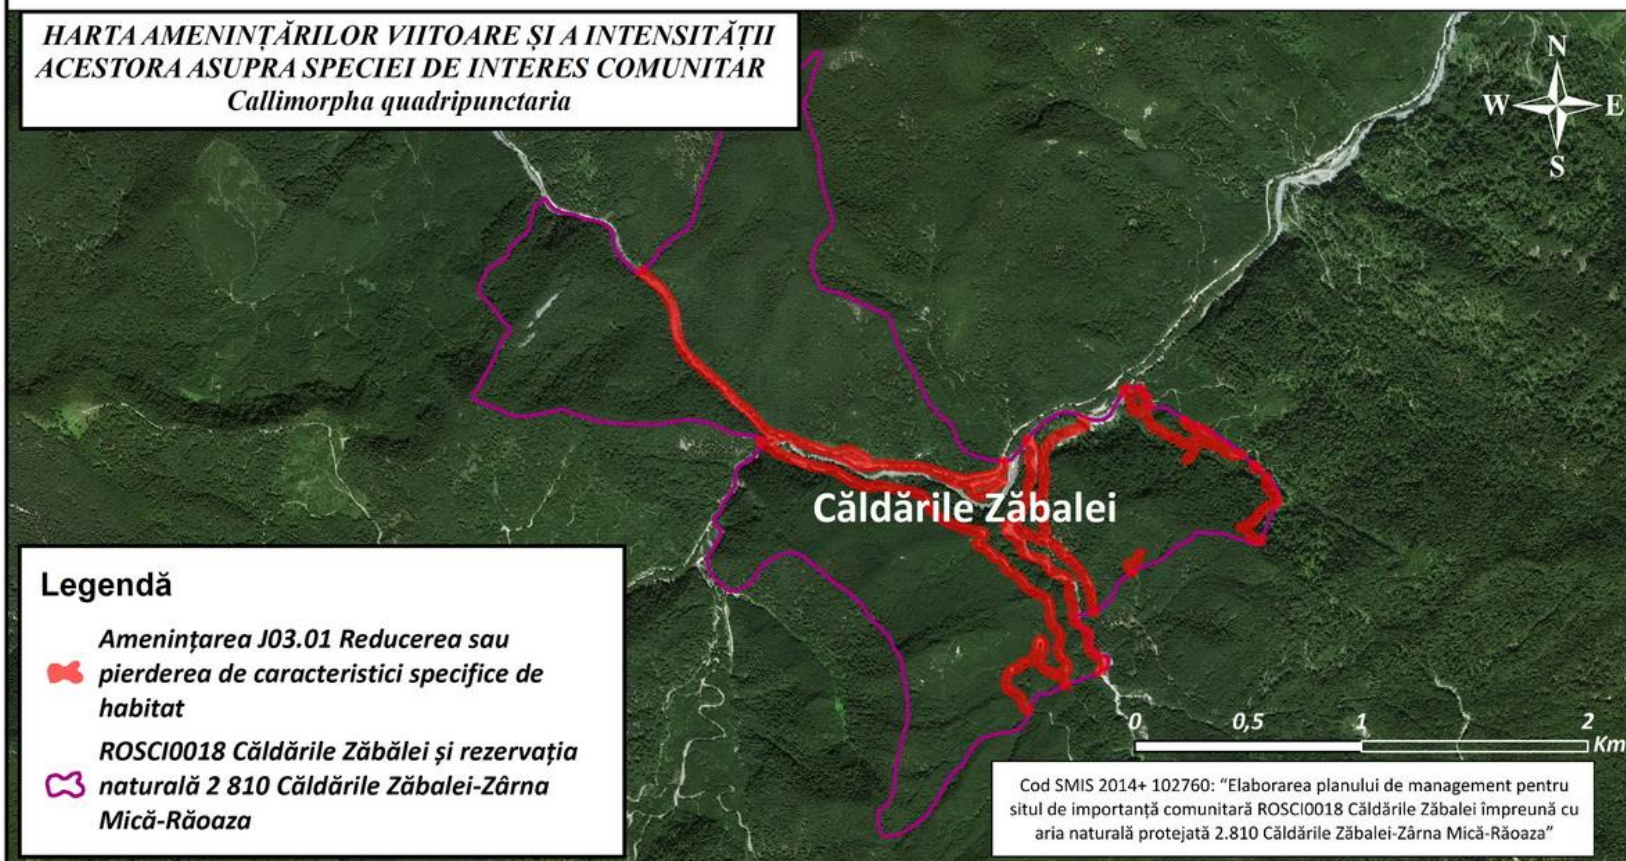 HARTA AMENINȚĂRILOR VIITOARE ȘI A INTENSITĂȚII
ACESTORA ASUPRA SPECIEI DE INTERES COMUNITAR
Callimorpha quadripunctaria
N
W
E
S
Căldările Zăbalei
Legendă
Amenințarea J03.01 Reducerea sau
pierderea de caracteristici specifice de
habitat
ROSCI0018 Căldările Zăbălei și rezervația
naturală 2 810 Căldările Zăbalei-Zârna
Mică-Răoaza
0 0,5 1 2
Km
Cod SMIS 2014+ 102760: “Elaborarea planului de management pentru
situl de importanță comunitară ROSCI0018 Căldările Zăbalei împreună cu
aria naturală protejată 2.810 Căldările Zăbalei-Zârna Mică-Răoaza”